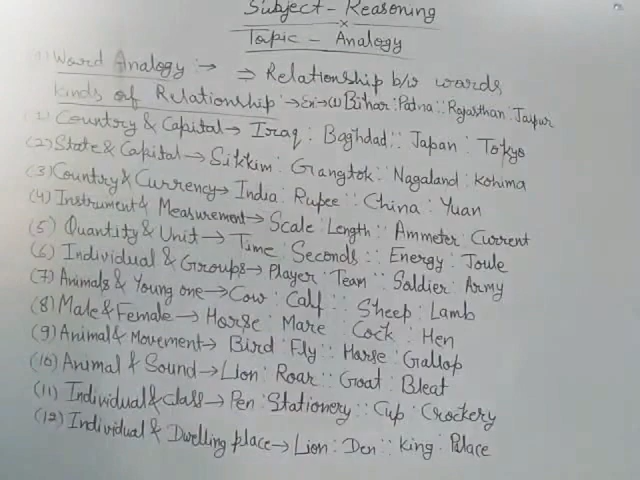 Subject - Reasoning
Topic - Analogy
(1) Word Analogy :→ ⇒ Relationship b/w words
Kinds of Relationship :→ Ex→(1) Bihar : Patna :: Rajasthan : Jaipur
(1) Country & Capital → Iraq : Baghdad :: Japan : Tokyo
(2) State & Capital → Sikkim : Gangtok :: Nagaland : Kohima
(3) Country & Currency → India : Rupee :: China : Yuan
(4) Instrument & Measurement → Scale : Length :: Ammeter : Current
(5) Quantity & Unit → Time : Seconds :: Energy : Joule
(6) Individual & Groups → Player : Team :: Saldier : Army
(7) Animals & Young one → Cow : Calf :: Sheep : Lamb
(8) Male & Female → Horse : Mare :: Cock : Hen
(9) Animal & Movement → Bird : Fly :: Horse : Gallop
(10) Animal & Sound → Lion : Roar :: Goat : Bleat
(11) Individual & class → Pen : Stationery :: Cup : Crockery
(12) Individual & Dwelling place → Lion : Den :: King : Palace